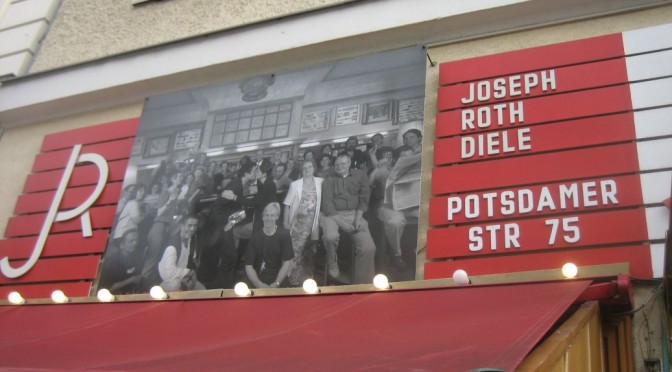 JR
JOSEPH
ROTH
DIELE
POTSDAMER
STR 75